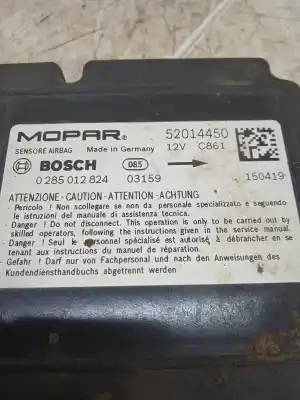 MOPAR® 52014450
SENSORE AIRBAG Made in Germany 12V C861
BOSCH 085
0 285 012 824 03159 150419
ATTENZIONE-CAUTION-ATTENTION-ACHTUNG
- Pericolo ! Non scollegare se non da personale specializzato e seguendo
le istruzioni del manuale di assistenza tecnica.
- Danger ! Do not disconnect. This operation is only to be carried out by
skilled operators, following the instructions given in the service manual.
- Danger ! Seul le personnel spécialisé est autorisé à débrancher en se
tenant aux instructions du manuel de réparation.
- Gefahr ! Darf nur von Fachpersonal und nach den Anweisungen des
Kundendiensthandbuchs abgetrennt werden